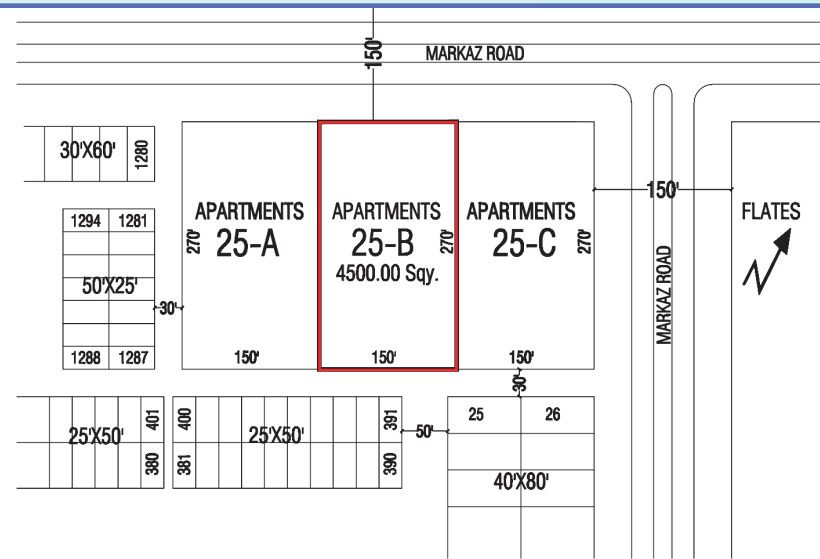 150'
MARKAZ ROAD
30'X60'
1280
1294
1281
50'X25'
1288
1287
30'
APARTMENTS
25-A
270'
150'
APARTMENTS
25-B
4500.00 Sqy.
270'
150'
APARTMENTS
25-C
270'
150'
150'
FLATES
MARKAZ ROAD
30'
25'X50'
401
380
400
381
25'X50'
391
390
50'
25
26
40'X80'